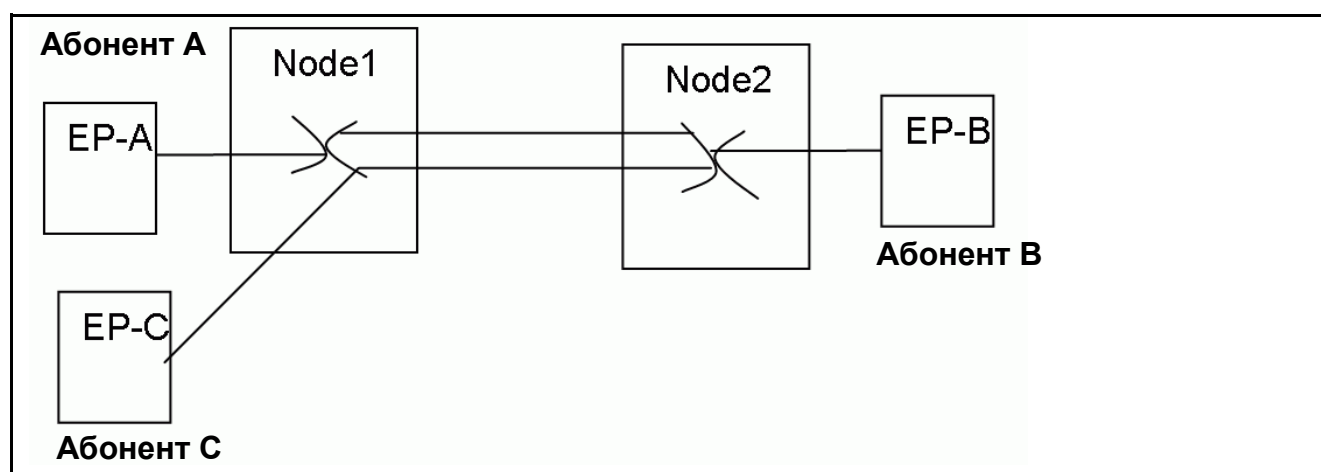 Абонент А
Node1
Node2
EP-A
EP-B
Абонент В
EP-C
Абонент С